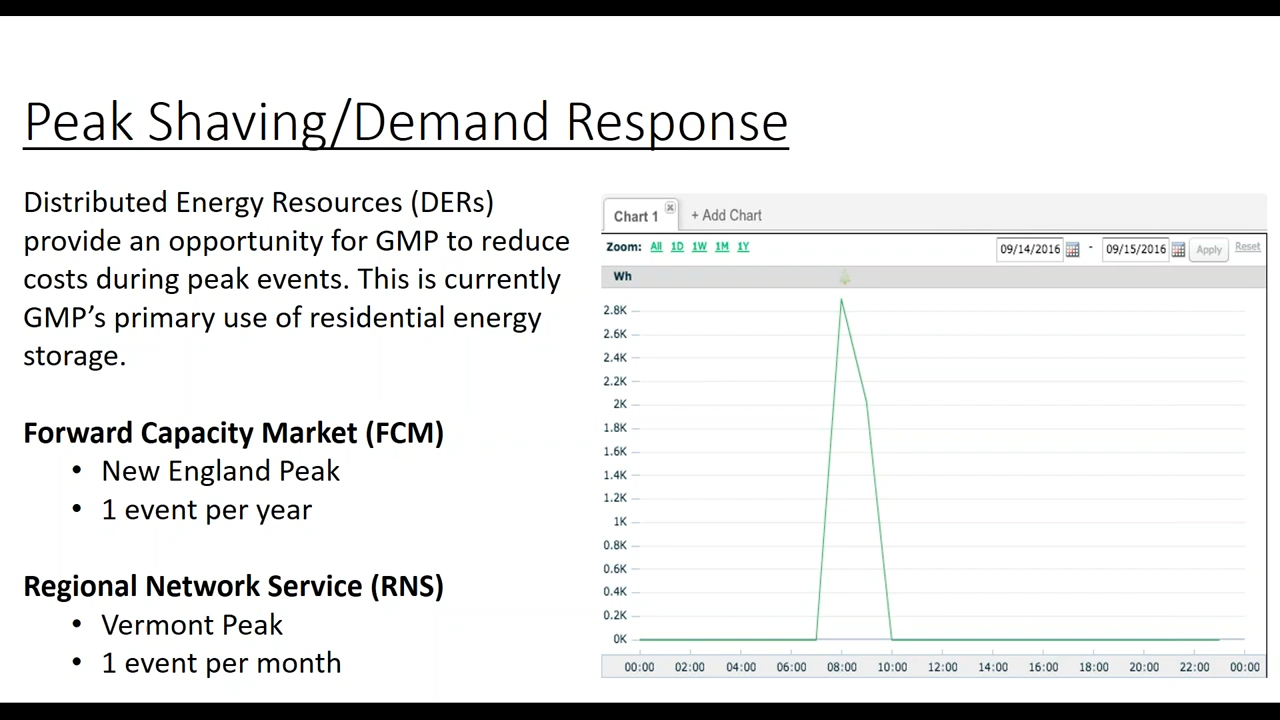 Peak Shaving/Demand Response
Distributed Energy Resources (DERs)
provide an opportunity for GMP to reduce
costs during peak events. This is currently
GMP’s primary use of residential energy
storage.
Forward Capacity Market (FCM)
• New England Peak
• 1 event per year
Regional Network Service (RNS)
• Vermont Peak
• 1 event per month
Chart 1 x + Add Chart
Zoom: All 1D 1W 1M 1Y 09/14/2016 - 09/15/2016 Apply Reset
Wh
2.8K
2.6K
2.4K
2.2K
2K
1.8K
1.6K
1.4K
1.2K
1K
0.8K
0.6K
0.4K
0.2K
0K
00:00 02:00 04:00 06:00 08:00 10:00 12:00 14:00 16:00 18:00 20:00 22:00 00:00